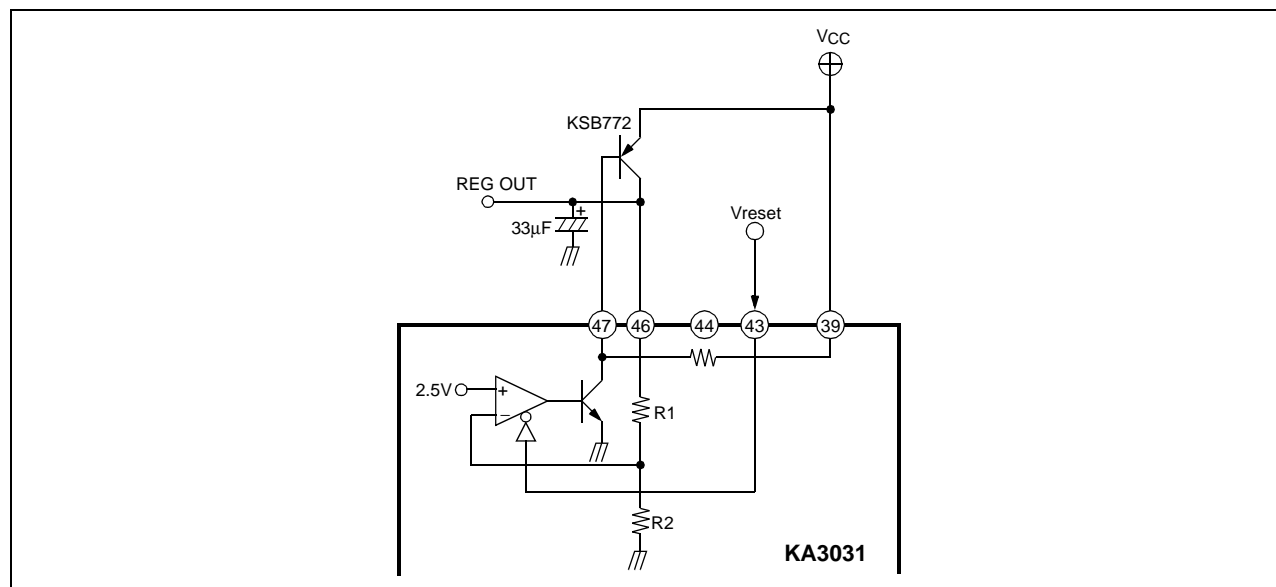 VCC
KSB772
REG OUT
+
33μF
Vreset
47
46
44
43
39
2.5V
+
−
R1
R2
KA3031